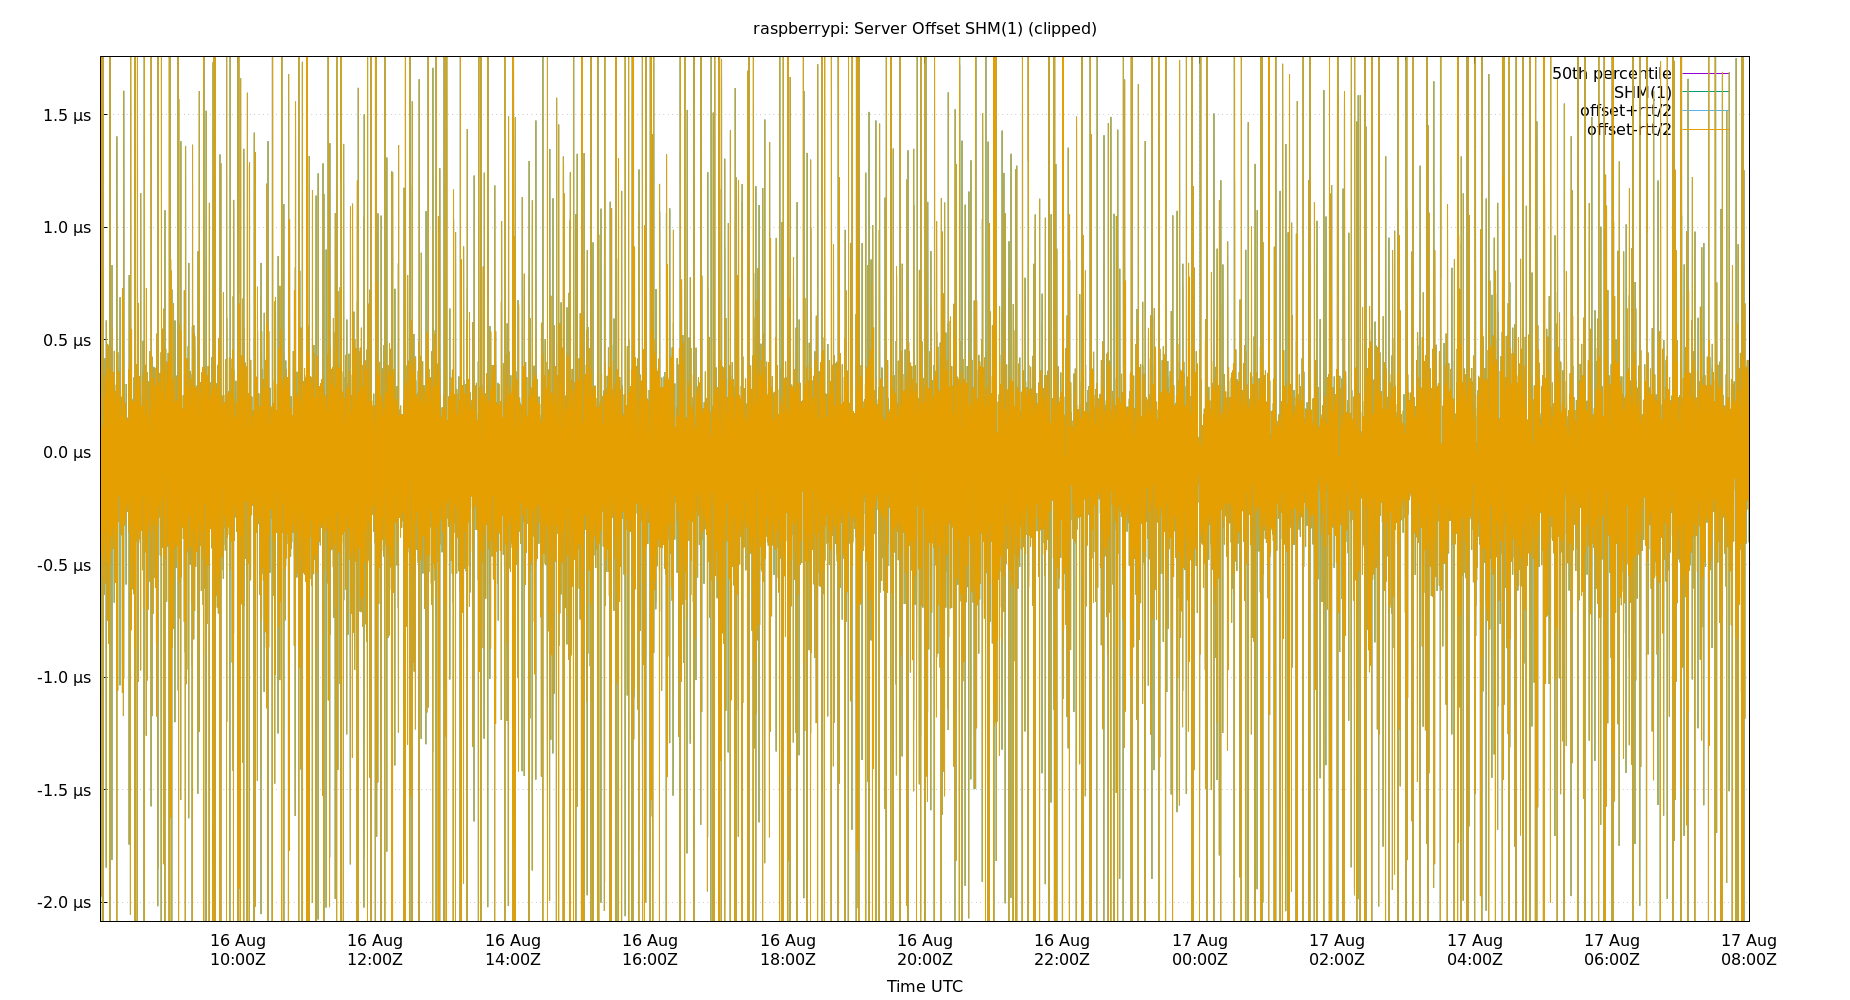 raspberrypi: Server Offset SHM(1) (clipped)
50th percentile
SHM(1)
offset+rtt/2
offset-rtt/2
1.5 µs
1.0 µs
0.5 µs
0.0 µs
-0.5 µs
-1.0 µs
-1.5 µs
-2.0 µs
16 Aug 16 Aug 16 Aug 16 Aug 16 Aug 16 Aug 16 Aug 17 Aug 17 Aug 17 Aug 17 Aug 17 Aug
10:00Z 12:00Z 14:00Z 16:00Z 18:00Z 20:00Z 22:00Z 00:00Z 02:00Z 04:00Z 06:00Z 08:00Z
Time UTC